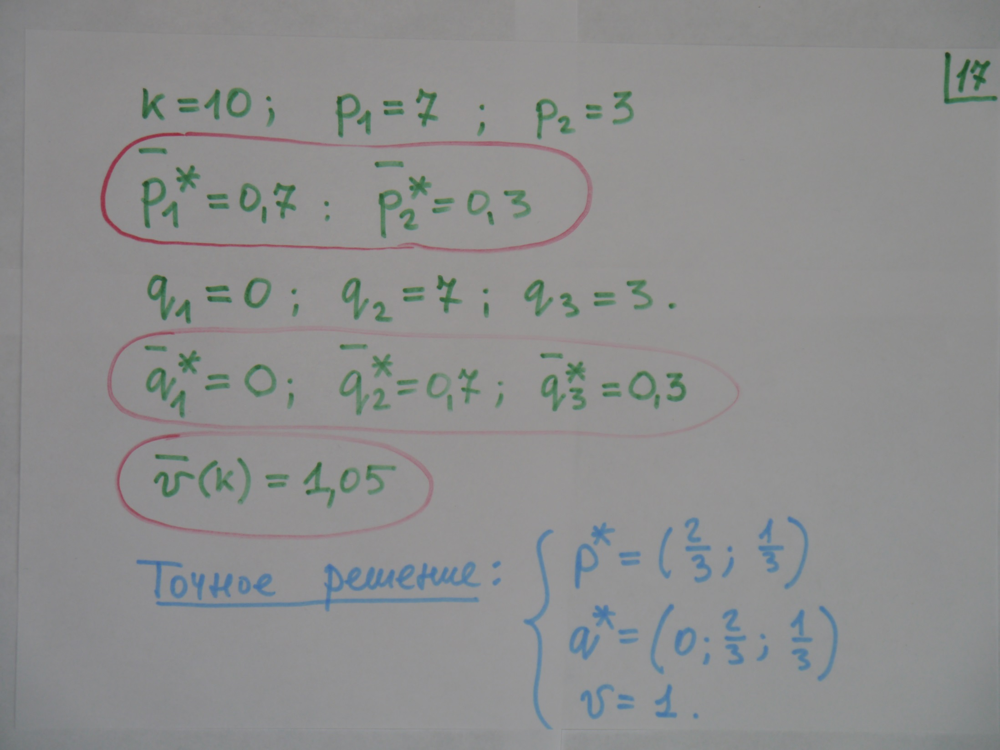 17
k=10; p₁=7 ; p₂=3
p̄₁*=0,7 ; p̄₂*=0,3
q₁=0; q₂=7; q₃=3.
q̄₁*=0; q̄₂*=0,7; q̄₃*=0,3
v̄(k)=1,05
Точное решение: { p*=(2/3; 1/3)
q*=(0; 2/3; 1/3)
v=1.